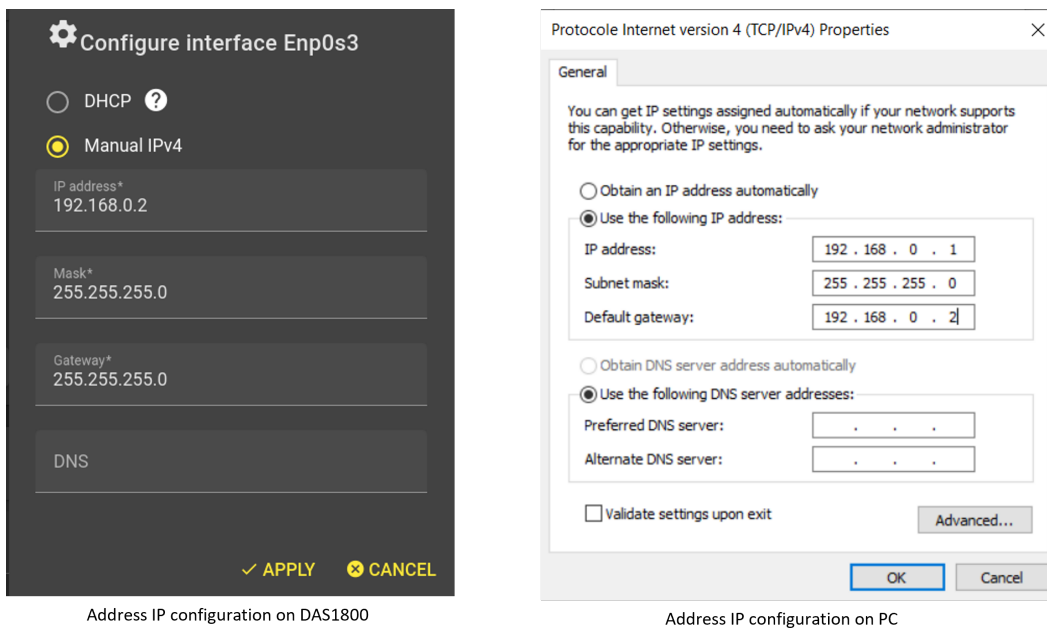 Configure interface Enp0s3
DHCP ?
Manual IPv4
IP address*
192.168.0.2
Mask*
255.255.255.0
Gateway*
255.255.255.0
DNS
APPLY CANCEL
Address IP configuration on DAS1800
Protocole Internet version 4 (TCP/IPv4) Properties
General
You can get IP settings assigned automatically if your network supports
this capability. Otherwise, you need to ask your network administrator
for the appropriate IP settings.
Obtain an IP address automatically
Use the following IP address:
IP address: 192 . 168 . 0 . 1
Subnet mask: 255 . 255 . 255 . 0
Default gateway: 192 . 168 . 0 . 2
Obtain DNS server address automatically
Use the following DNS server addresses:
Preferred DNS server: . . .
Alternate DNS server: . . .
Validate settings upon exit
Advanced...
OK Cancel
Address IP configuration on PC